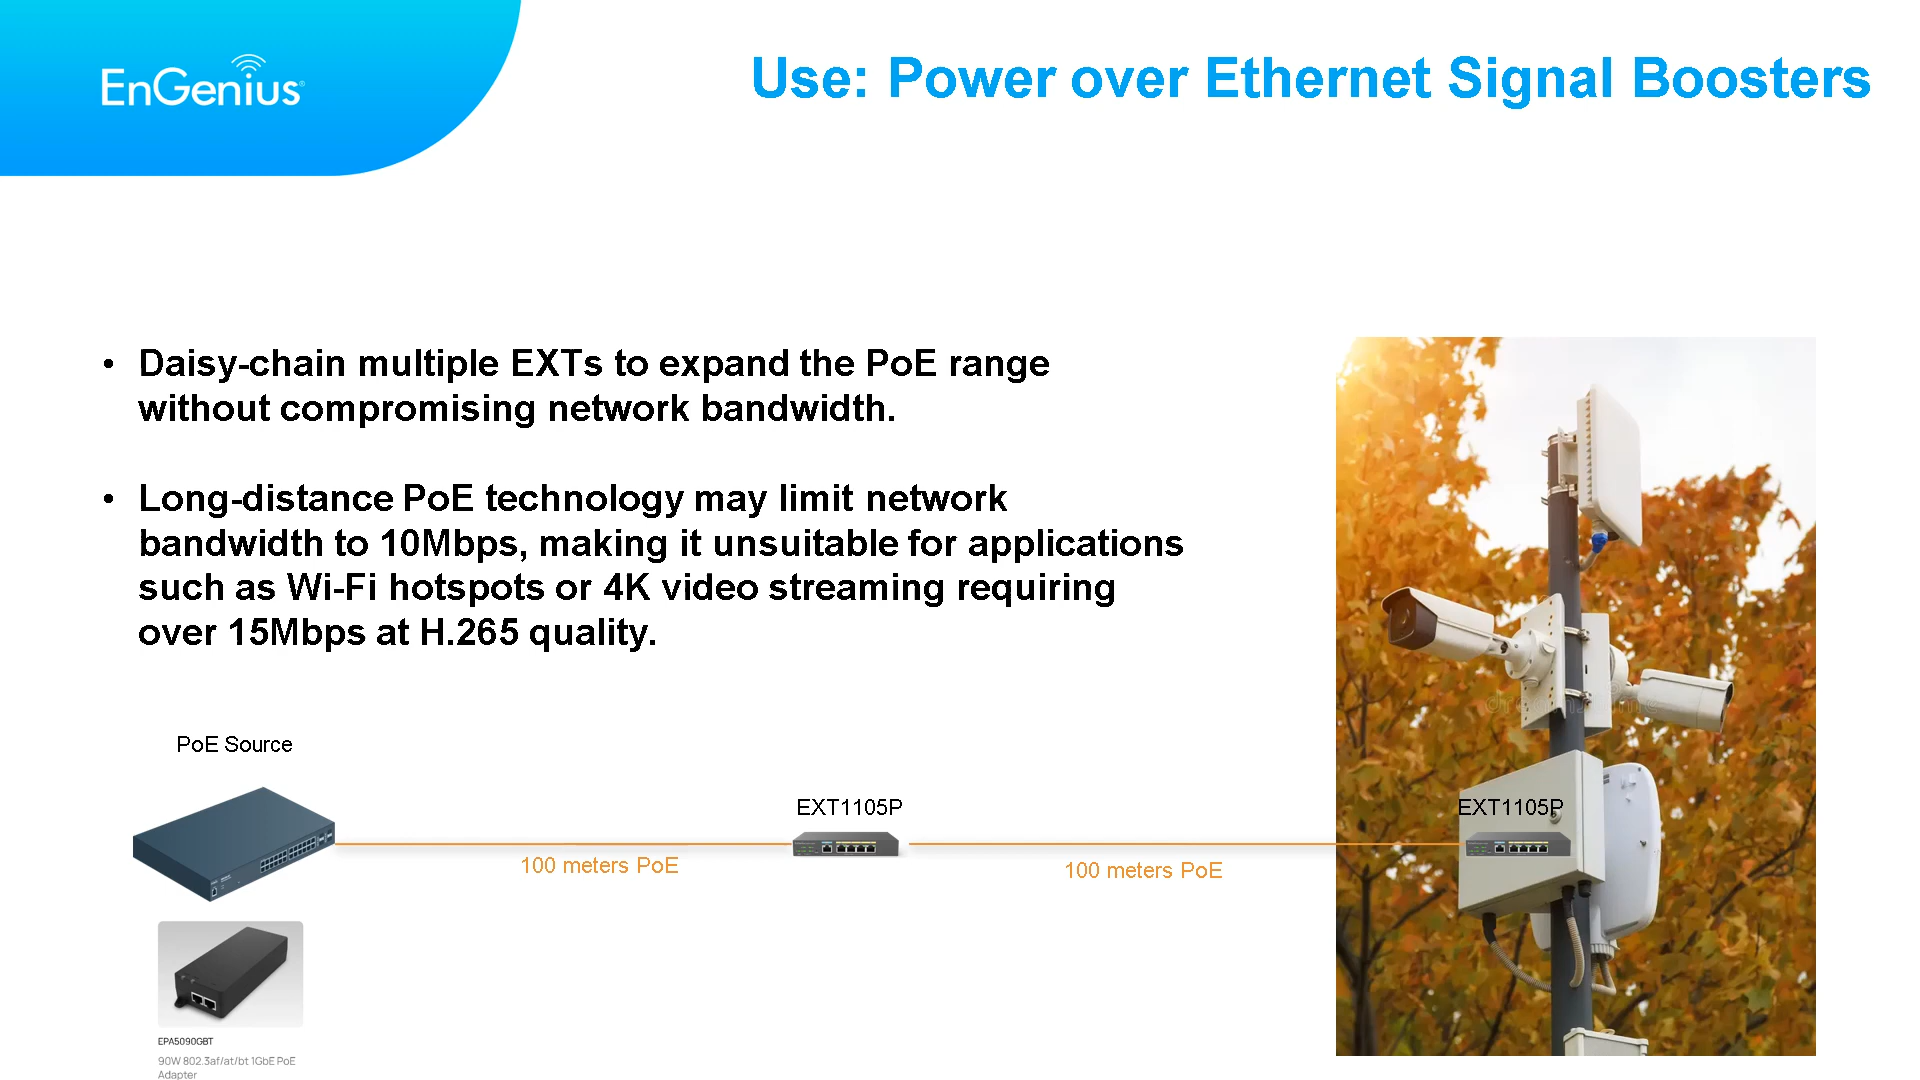 EnGenius
Use: Power over Ethernet Signal Boosters
• Daisy-chain multiple EXTs to expand the PoE range
without compromising network bandwidth.
• Long-distance PoE technology may limit network
bandwidth to 10Mbps, making it unsuitable for applications
such as Wi-Fi hotspots or 4K video streaming requiring
over 15Mbps at H.265 quality.
PoE Source
EXT1105P
EXT1105P
100 meters PoE
100 meters PoE
EPA5090GBT
90W 802.3af/at/bt 1GbE PoE
Adapter